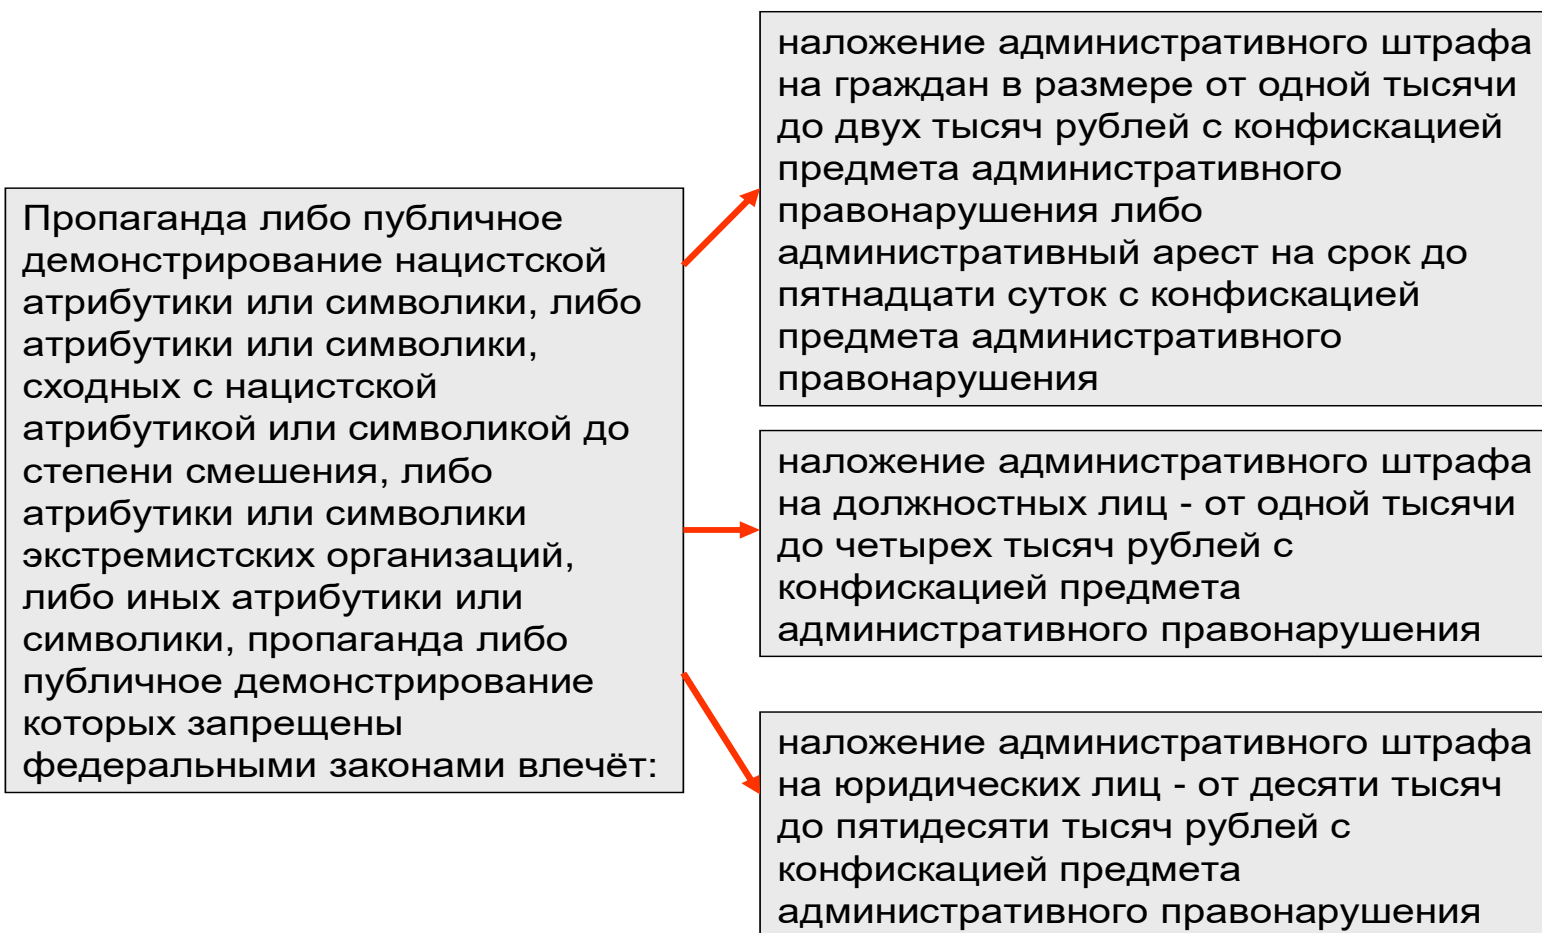 Пропаганда либо публичное
демонстрирование нацистской
атрибутики или символики, либо
атрибутики или символики,
сходных с нацистской
атрибутикой или символикой до
степени смешения, либо
атрибутики или символики
экстремистских организаций,
либо иных атрибутики или
символики, пропаганда либо
публичное демонстрирование
которых запрещены
федеральными законами влечёт:
наложение административного штрафа
на граждан в размере от одной тысячи
до двух тысяч рублей с конфискацией
предмета административного
правонарушения либо
административный арест на срок до
пятнадцати суток с конфискацией
предмета административного
правонарушения
наложение административного штрафа
на должностных лиц - от одной тысячи
до четырех тысяч рублей с
конфискацией предмета
административного правонарушения
наложение административного штрафа
на юридических лиц - от десяти тысяч
до пятидесяти тысяч рублей с
конфискацией предмета
административного правонарушения